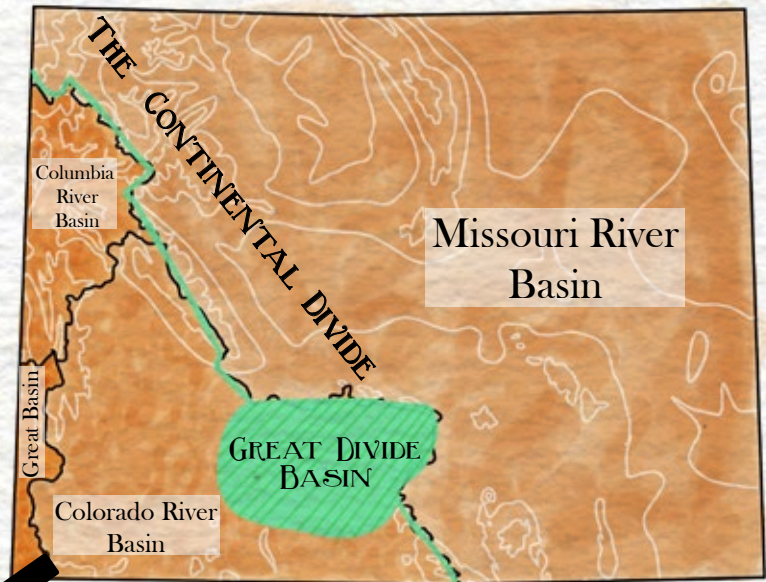 The Continental Divide
Columbia
River
Basin
Missouri River
Basin
Great Basin
Great Divide
Basin
Colorado River
Basin